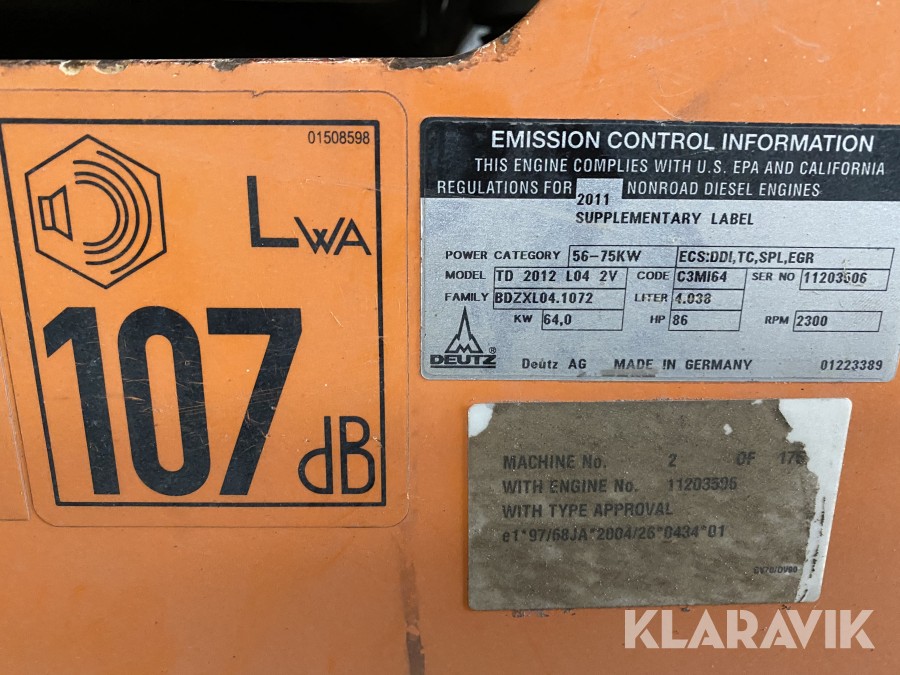 01508598
LWA
107
dB
EMISSION CONTROL INFORMATION
THIS ENGINE COMPLIES WITH U.S. EPA AND CALIFORNIA
REGULATIONS FOR 2011 NONROAD DIESEL ENGINES
SUPPLEMENTARY LABEL
POWER CATEGORY 56-75KW ECS:DDI,TC,SPL,EGR
MODEL TD 2012 L04 2V CODE C3MI64 SER NO 11203506
FAMILY BDZXL04.1072 LITER 4.038
KW 64,0 HP 86 RPM 2300
DEUTZ® Deutz AG MADE IN GERMANY 01223389
MACHINE No. 2 OF 176
WITH ENGINE No. 11203506
WITH TYPE APPROVAL
e1*97/68JA*2004/26*0434*01
KLARAVIK